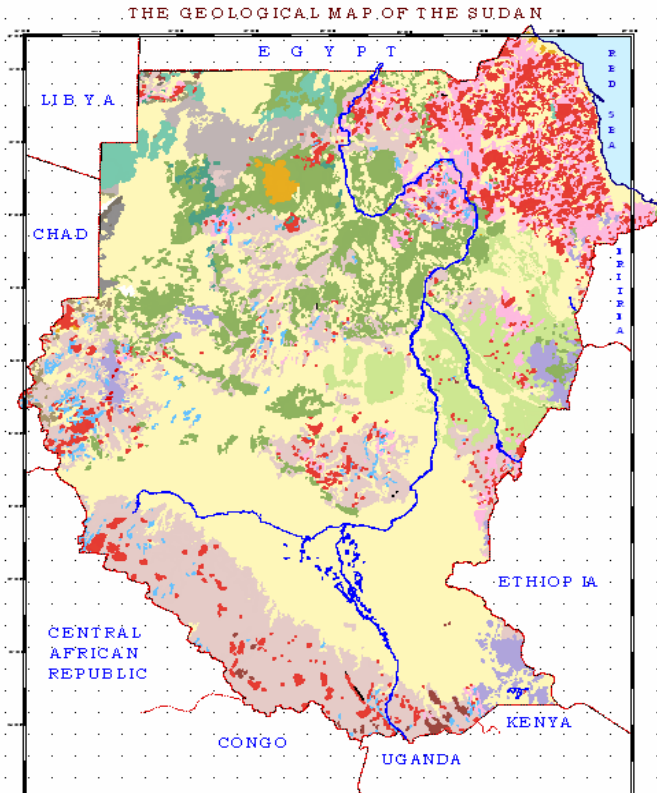 THE GEOLOGICAL MAP OF THE SUDAN
EGYPT
RED SEA
LIBYA
CHAD
ERITRIA
ETHIOPIA
CENTRAL
AFRICAN
REPUBLIC
KENYA
CONGO
UGANDA